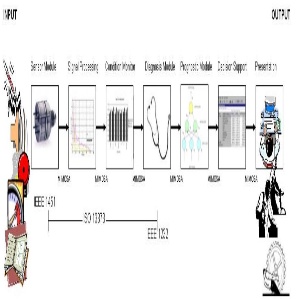 INPUT
OUTPUT
Sensor Module
Signal Processing
Condition Monitor
Diagnosis Module
Prognosis Module
Decision Support
Presentation
MIMOSA
MIMOSA
MIMOSA
MIMOSA
MIMOSA
MIMOSA
IEEE 1451
ISO 13373
IEEE 1232